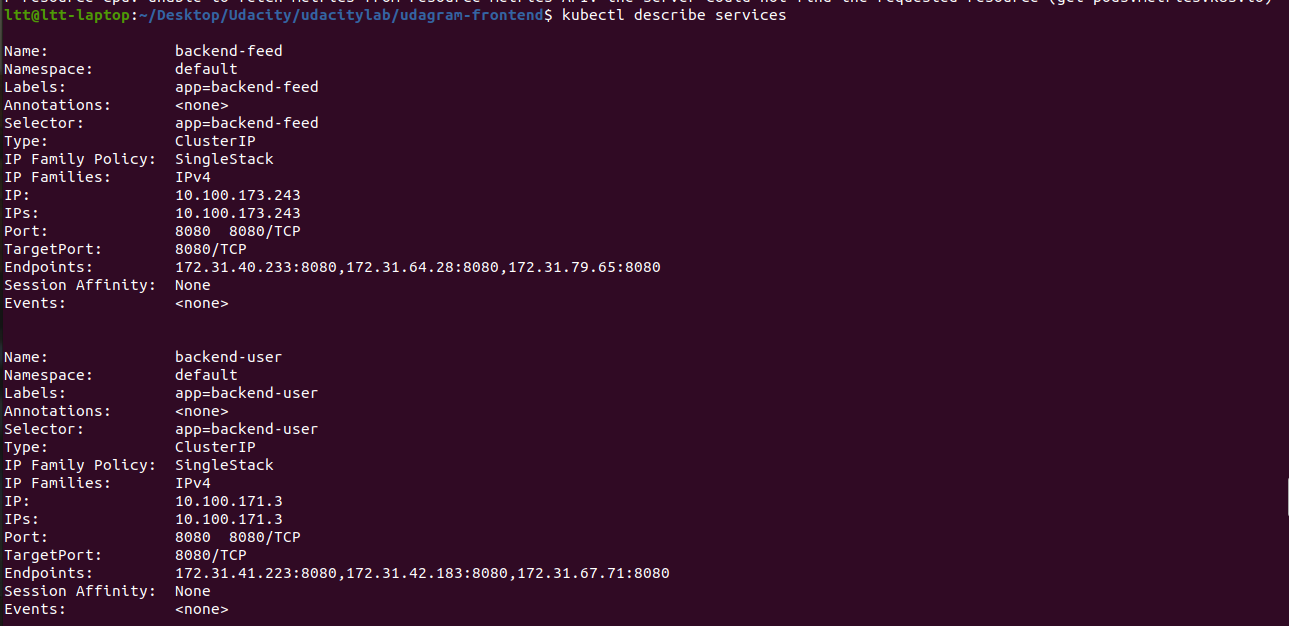 ltt@ltt-laptop:~/Desktop/Udacity/udacitylab/udagram-frontend$ kubectl describe services
Name: backend-feed
Namespace: default
Labels: app=backend-feed
Annotations: <none>
Selector: app=backend-feed
Type: ClusterIP
IP Family Policy: SingleStack
IP Families: IPv4
IP: 10.100.173.243
IPs: 10.100.173.243
Port: 8080 8080/TCP
TargetPort: 8080/TCP
Endpoints: 172.31.40.233:8080,172.31.64.28:8080,172.31.79.65:8080
Session Affinity: None
Events: <none>
Name: backend-user
Namespace: default
Labels: app=backend-user
Annotations: <none>
Selector: app=backend-user
Type: ClusterIP
IP Family Policy: SingleStack
IP Families: IPv4
IP: 10.100.171.3
IPs: 10.100.171.3
Port: 8080 8080/TCP
TargetPort: 8080/TCP
Endpoints: 172.31.41.223:8080,172.31.42.183:8080,172.31.67.71:8080
Session Affinity: None
Events: <none>